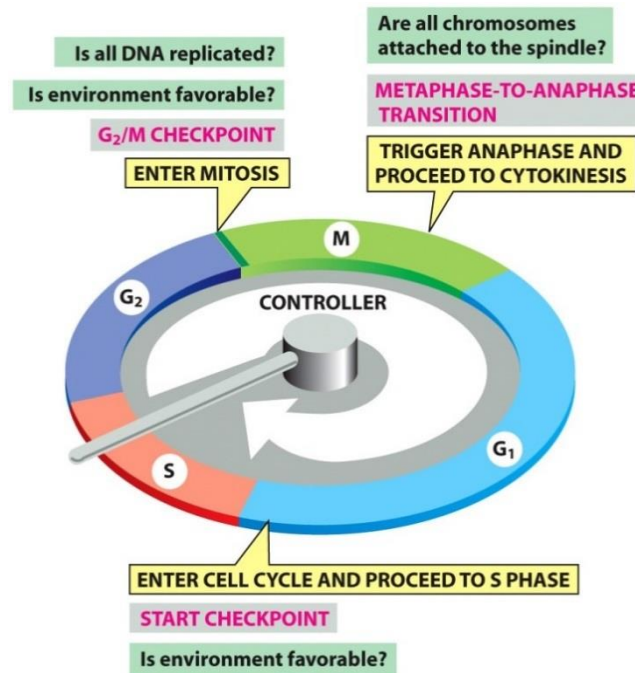 Is all DNA replicated?
Is environment favorable?
G₂/M CHECKPOINT
ENTER MITOSIS
Are all chromosomes
attached to the spindle?
METAPHASE-TO-ANAPHASE
TRANSITION
TRIGGER ANAPHASE AND
PROCEED TO CYTOKINESIS
M
G₂
CONTROLLER
S
G₁
ENTER CELL CYCLE AND PROCEED TO S PHASE
START CHECKPOINT
Is environment favorable?